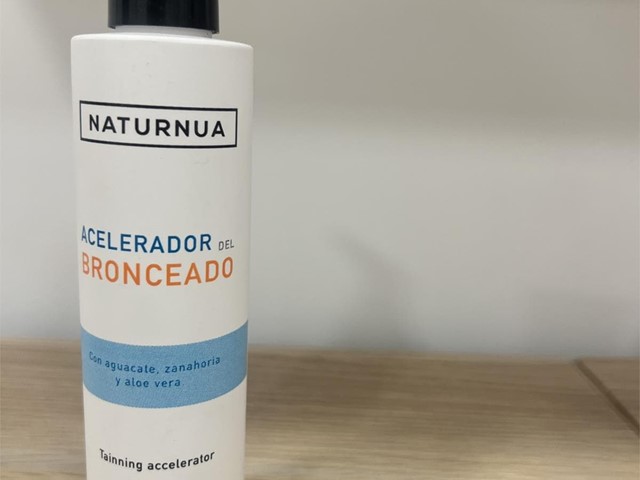 NATURNUA
ACELERADOR DEL
BRONCEADO
Con aguacate, zanahoria
y aloe vera
Tainning accelerator